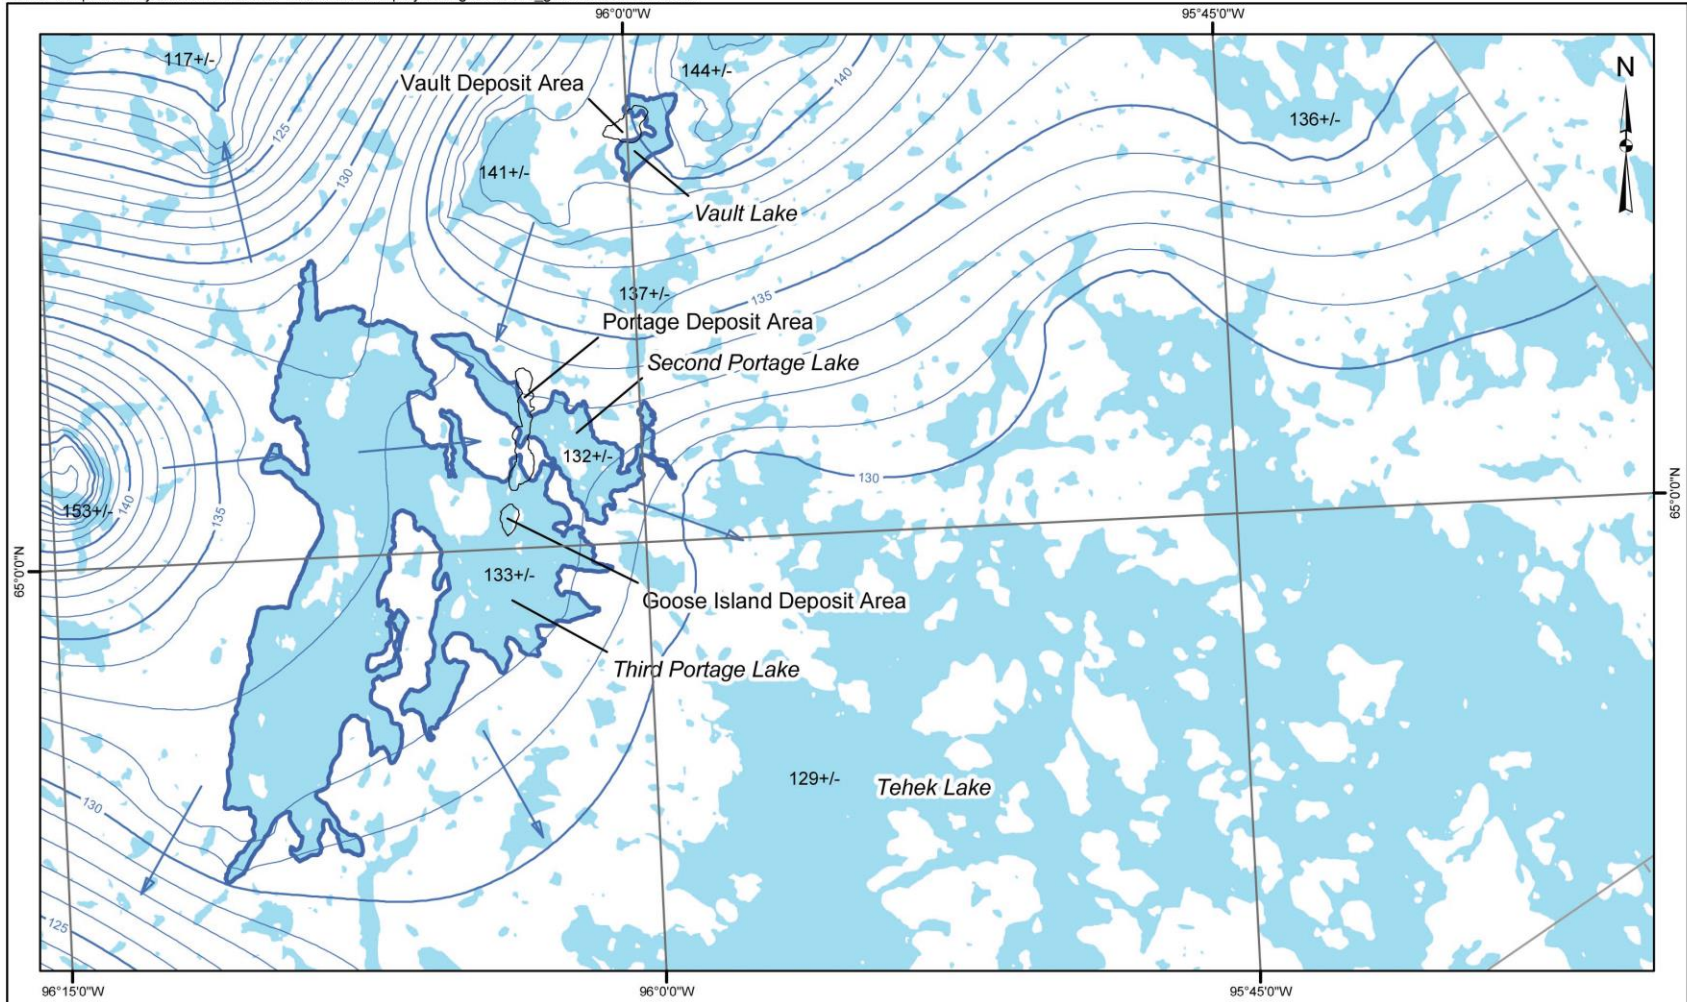 96°0'0"W
95°45'0"W
117+/-
144+/-
140
N
Vault Deposit Area
125
136+/-
141+/-
130
Vault Lake
137+/-
135
Portage Deposit Area
Second Portage Lake
132+/-
130
153+/-
140
135
65°0'0"N
65°0'0"N
133+/-
Goose Island Deposit Area
Third Portage Lake
129+/-
Tehek Lake
130
125
96°15'0"W
96°0'0"W
95°45'0"W